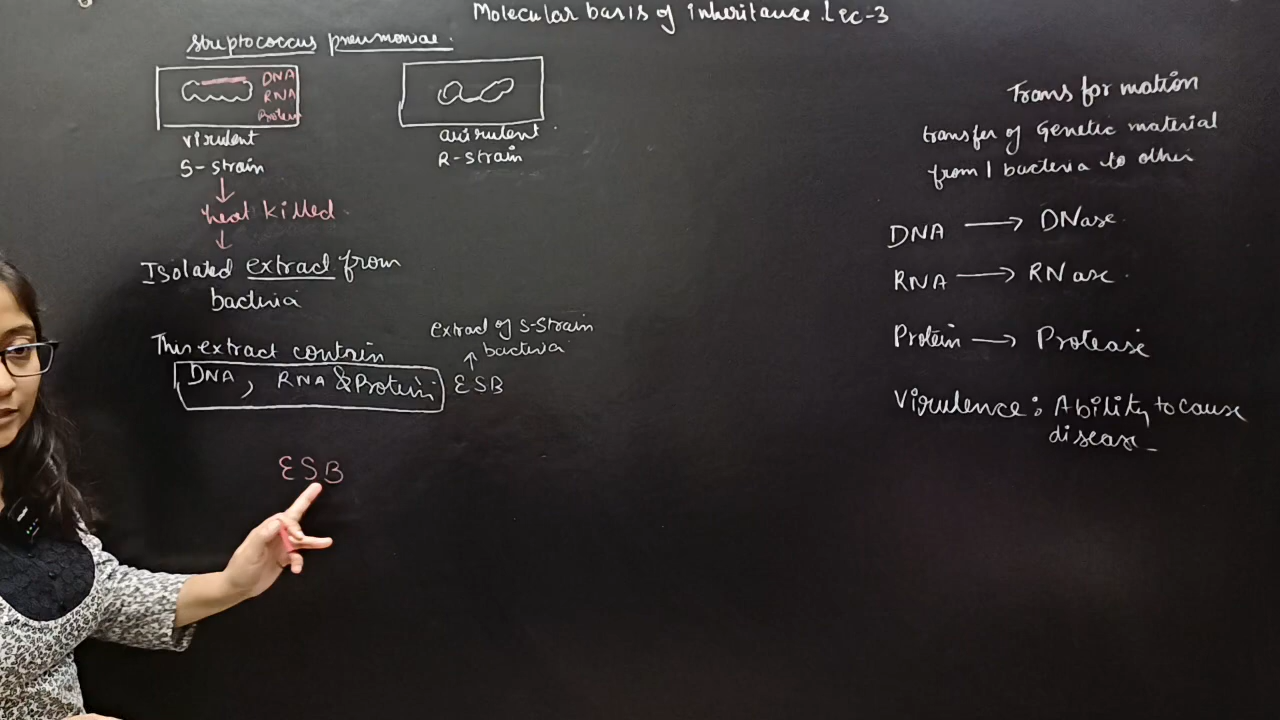 Molecular basis of inheritance. Lec-3
Streptococcus pneumoniae.
DNA
RNA
Protein
virulent
S-strain
avirulent
R-strain
heat killed
Isolated extract from
bacteria
This extract contain
DNA, RNA & Protein
extract of S-Strain
bacteria
ESB
ESB
Transformation
transfer of Genetic material
from 1 bacteria to other
DNA → DNase
RNA → RNase
Protein → Protease
Virulence: Ability to cause
disease